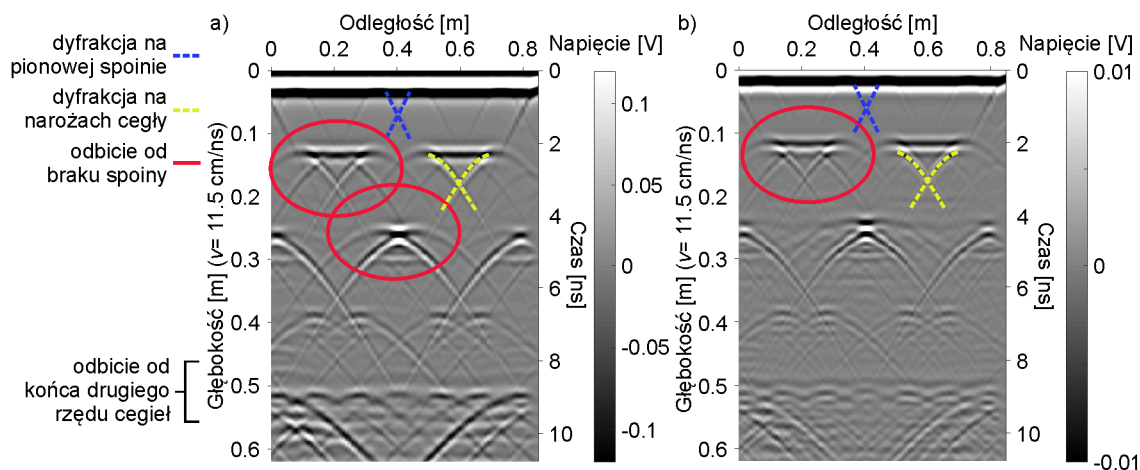 dyfrakcja na
pionowej spoinie
dyfrakcja na
narożach cegły
odbicie od
braku spoiny
odbicie od
końca drugiego
rzędu cegieł
a)
Odległość [m]
0 0.2 0.4 0.6 0.8
Napięcie [V]
Głębokość [m] (v= 11.5 cm/ns)
0
0.1
0.2
0.3
0.4
0.5
0.6
Czas [ns]
0
2
4
6
8
10
0.1
0.05
0
-0.05
-0.1
b)
Odległość [m]
0 0.2 0.4 0.6 0.8
Napięcie [V]
Głębokość [m] (v= 11.5 cm/ns)
0
0.1
0.2
0.3
0.4
0.5
0.6
Czas [ns]
0
2
4
6
8
10
0.01
0
-0.01